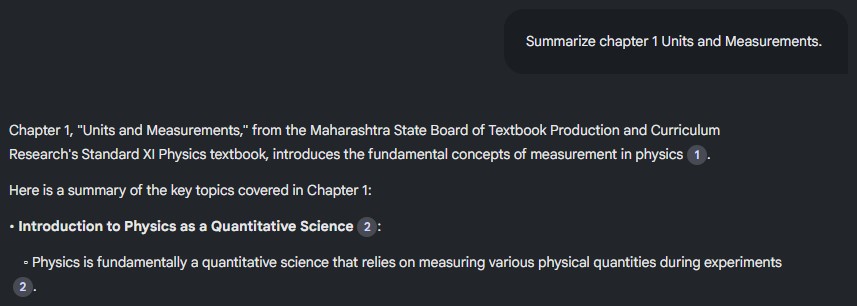 Summarize chapter 1 Units and Measurements.
Chapter 1, "Units and Measurements," from the Maharashtra State Board of Textbook Production and Curriculum
Research's Standard XI Physics textbook, introduces the fundamental concepts of measurement in physics 1.
Here is a summary of the key topics covered in Chapter 1:
• Introduction to Physics as a Quantitative Science 2:
◦ Physics is fundamentally a quantitative science that relies on measuring various physical quantities during experiments
2.